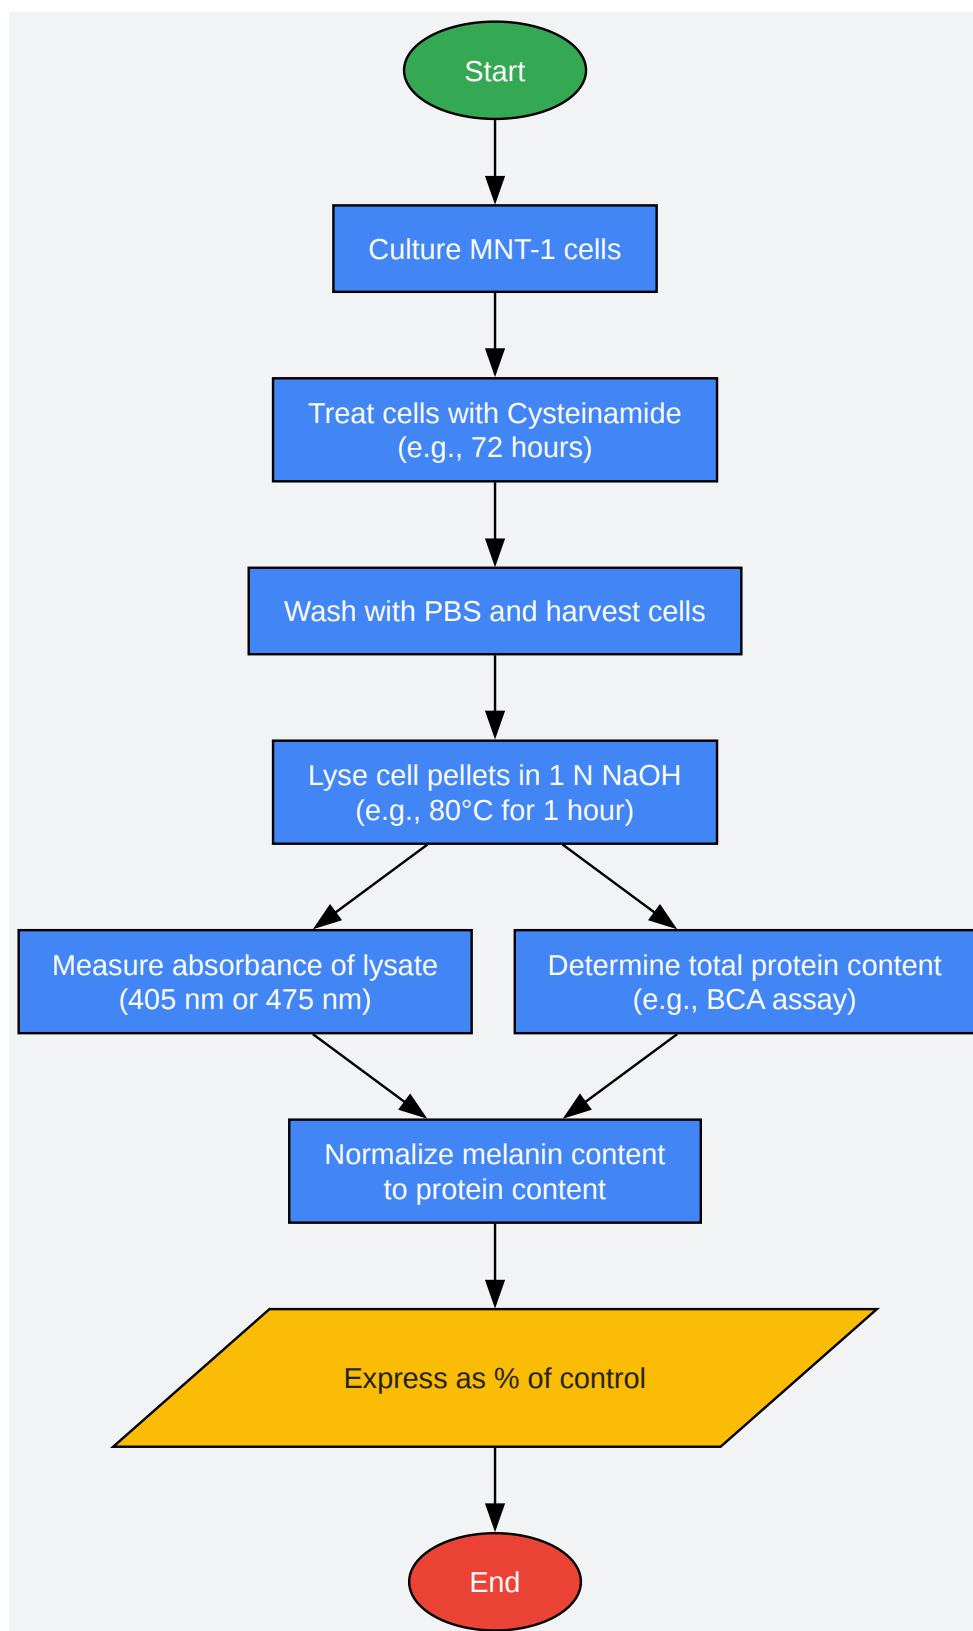 Start
Culture MNT-1 cells
Treat cells with Cysteinamide
(e.g., 72 hours)
Wash with PBS and harvest cells
Lyse cell pellets in 1 N NaOH
(e.g., 80°C for 1 hour)
Measure absorbance of lysate
(405 nm or 475 nm)
Determine total protein content
(e.g., BCA assay)
Normalize melanin content
to protein content
Express as % of control
End